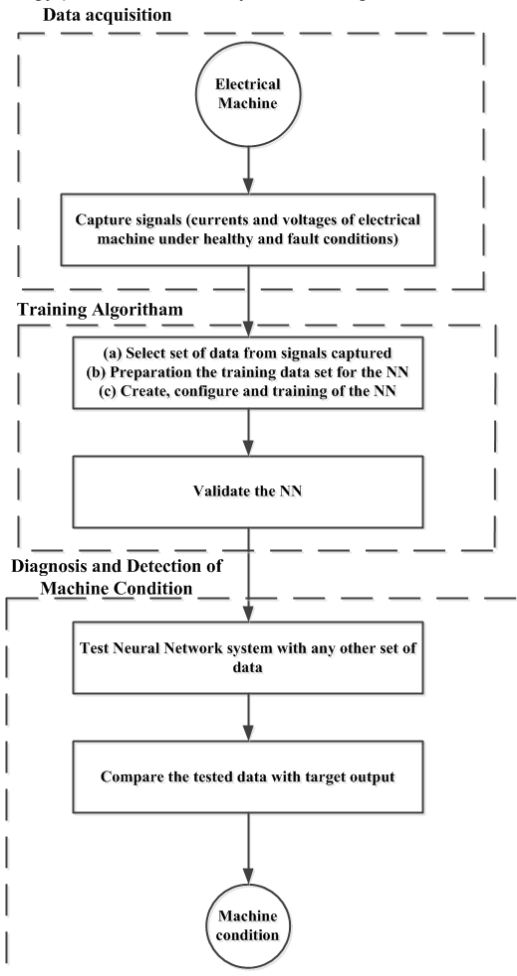 Data acquisition
Electrical
Machine
Capture signals (currents and voltages of electrical
machine under healthy and fault conditions)
Training Algoritham
(a) Select set of data from signals captured
(b) Preparation the training data set for the NN
(c) Create, configure and training of the NN
Validate the NN
Diagnosis and Detection of
Machine Condition
Test Neural Network system with any other set of
data
Compare the tested data with target output
Machine
condition